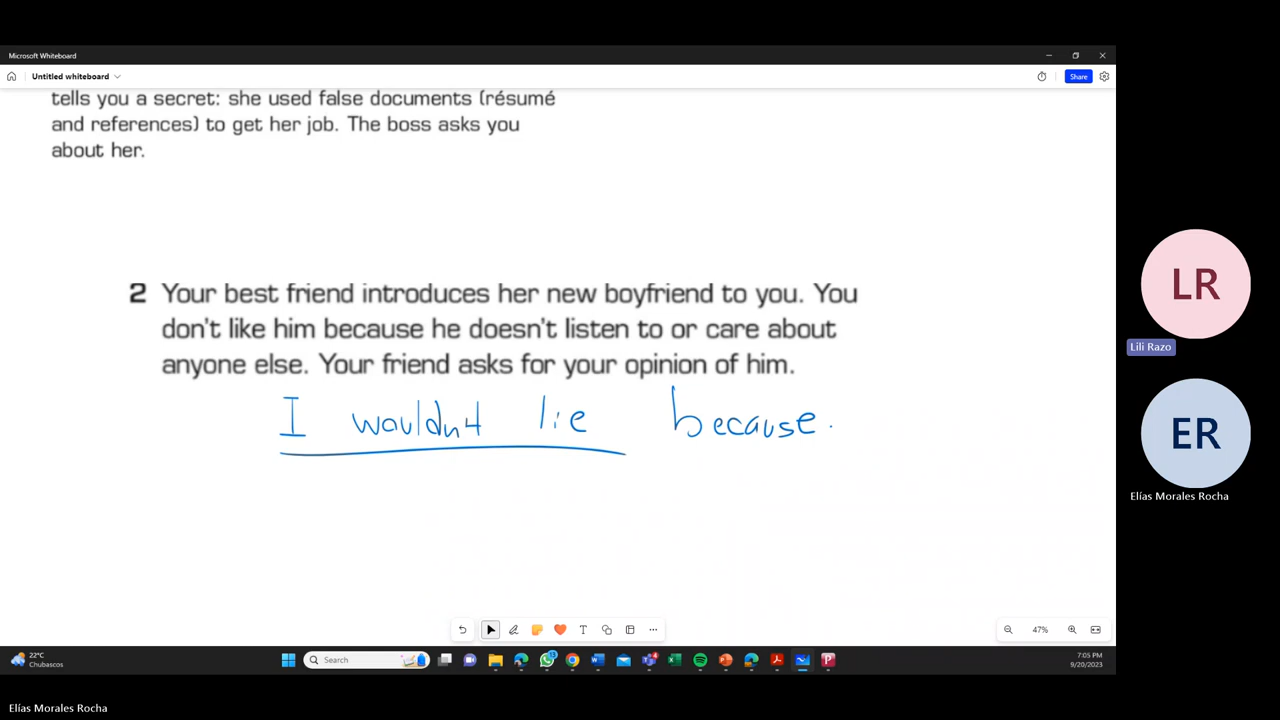 Microsoft Whiteboard
Untitled whiteboard
Share
tells you a secret: she used false documents (résumé
and references) to get her job. The boss asks you
about her.
2 Your best friend introduces her new boyfriend to you. You
don't like him because he doesn't listen to or care about
anyone else. Your friend asks for your opinion of him.
I wouldn't lie because.
LR
Lili Razo
ER
Elías Morales Rocha
47%
22°C
Chubascos
Search
7:05 PM
9/20/2023
Elías Morales Rocha